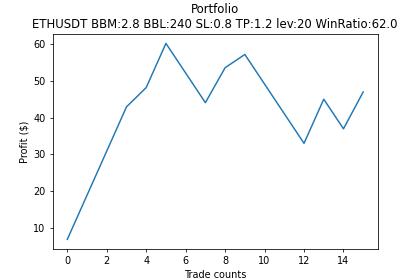 Portfolio
ETHUSDT BBM:2.8 BBL:240 SL:0.8 TP:1.2 lev:20 WinRatio:62.0
60
50
40
30
20
10
Profit ($)
0 2 4 6 8 10 12 14
Trade counts